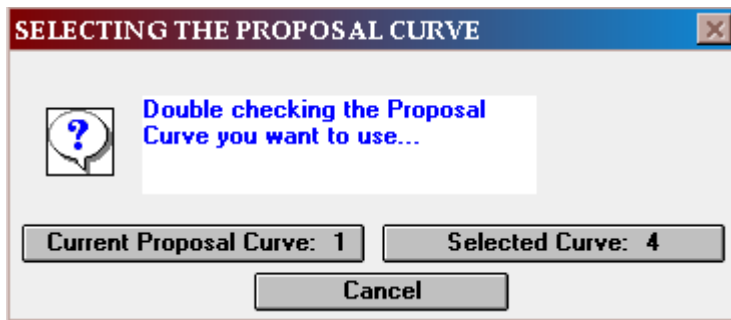 SELECTING THE PROPOSAL CURVE
Double checking the Proposal
Curve you want to use...
Current Proposal Curve: 1
Selected Curve: 4
Cancel